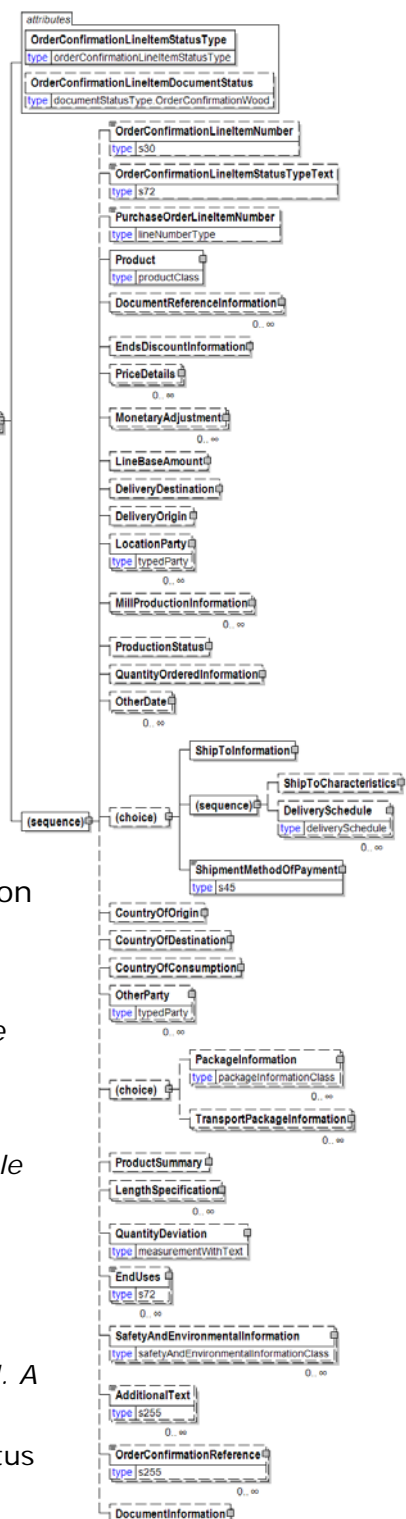 attributes
OrderConfirmationLineItemStatusType
type orderConfirmationLineItemStatusType
OrderConfirmationLineItemDocumentStatus
type documentStatusType.OrderConfirmationWood
OrderConfirmationLineItemNumber
type s30
OrderConfirmationLineItemStatusTypeText
type s72
PurchaseOrderLineItemNumber
type lineNumberType
Product
type productClass
DocumentReferenceInformation
0.. ∞
EndsDiscountInformation
PriceDetails
0.. ∞
MonetaryAdjustment
0.. ∞
LineBaseAmount
DeliveryDestination
DeliveryOrigin
LocationParty
type typedParty
0.. ∞
MillProductionInformation
0.. ∞
ProductionStatus
QuantityOrderedInformation
OtherDate
0.. ∞
ShipToInformation
ShipToCharacteristics
(sequence)
DeliverySchedule
type deliverySchedule
0.. ∞
(sequence) (choice)
ShipmentMethodOfPayment
type s45
on
CountryOfOrigin
CountryOfDestination
CountryOfConsumption
OtherParty
type typedParty
0.. ∞
e
PackageInformation
type packageInformationClass
0.. ∞
(choice)
TransportPackageInformation
0.. ∞
le
ProductSummary
LengthSpecification
0.. ∞
QuantityDeviation
type measurementWithText
EndUses
type s72
0.. ∞
SafetyAndEnvironmentalInformation
type safetyAndEnvironmentalInformationClass
0.. ∞
l. A
AdditionalText
type s255
0.. ∞
tus
OrderConfirmationReference
type s255
0.. ∞
DocumentInformation